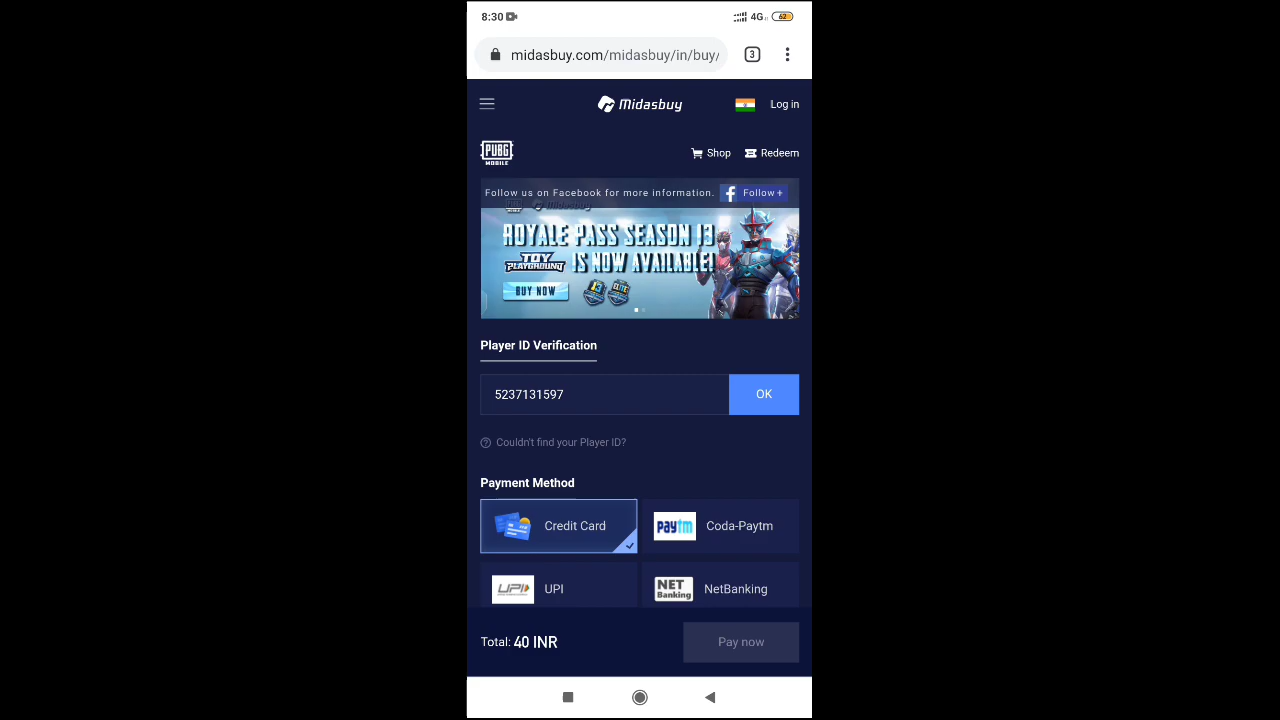 8:30 4G 62
midasbuy.com/midasbuy/in/buy/ 3
Midasbuy Log in
PUBG
MOBILE
Shop Redeem
Follow us on Facebook for more information. f Follow +
Midasbuy
ROYALE PASS SEASON 13
TOY
PLAYGROUND
IS NOW AVAILABLE!
BUY NOW
Player ID Verification
5237131597 OK
? Couldn't find your Player ID?
Payment Method
Credit Card
paytm Coda-Paytm
UPI UPI
NET
Banking
NetBanking
Total: 40 INR Pay now